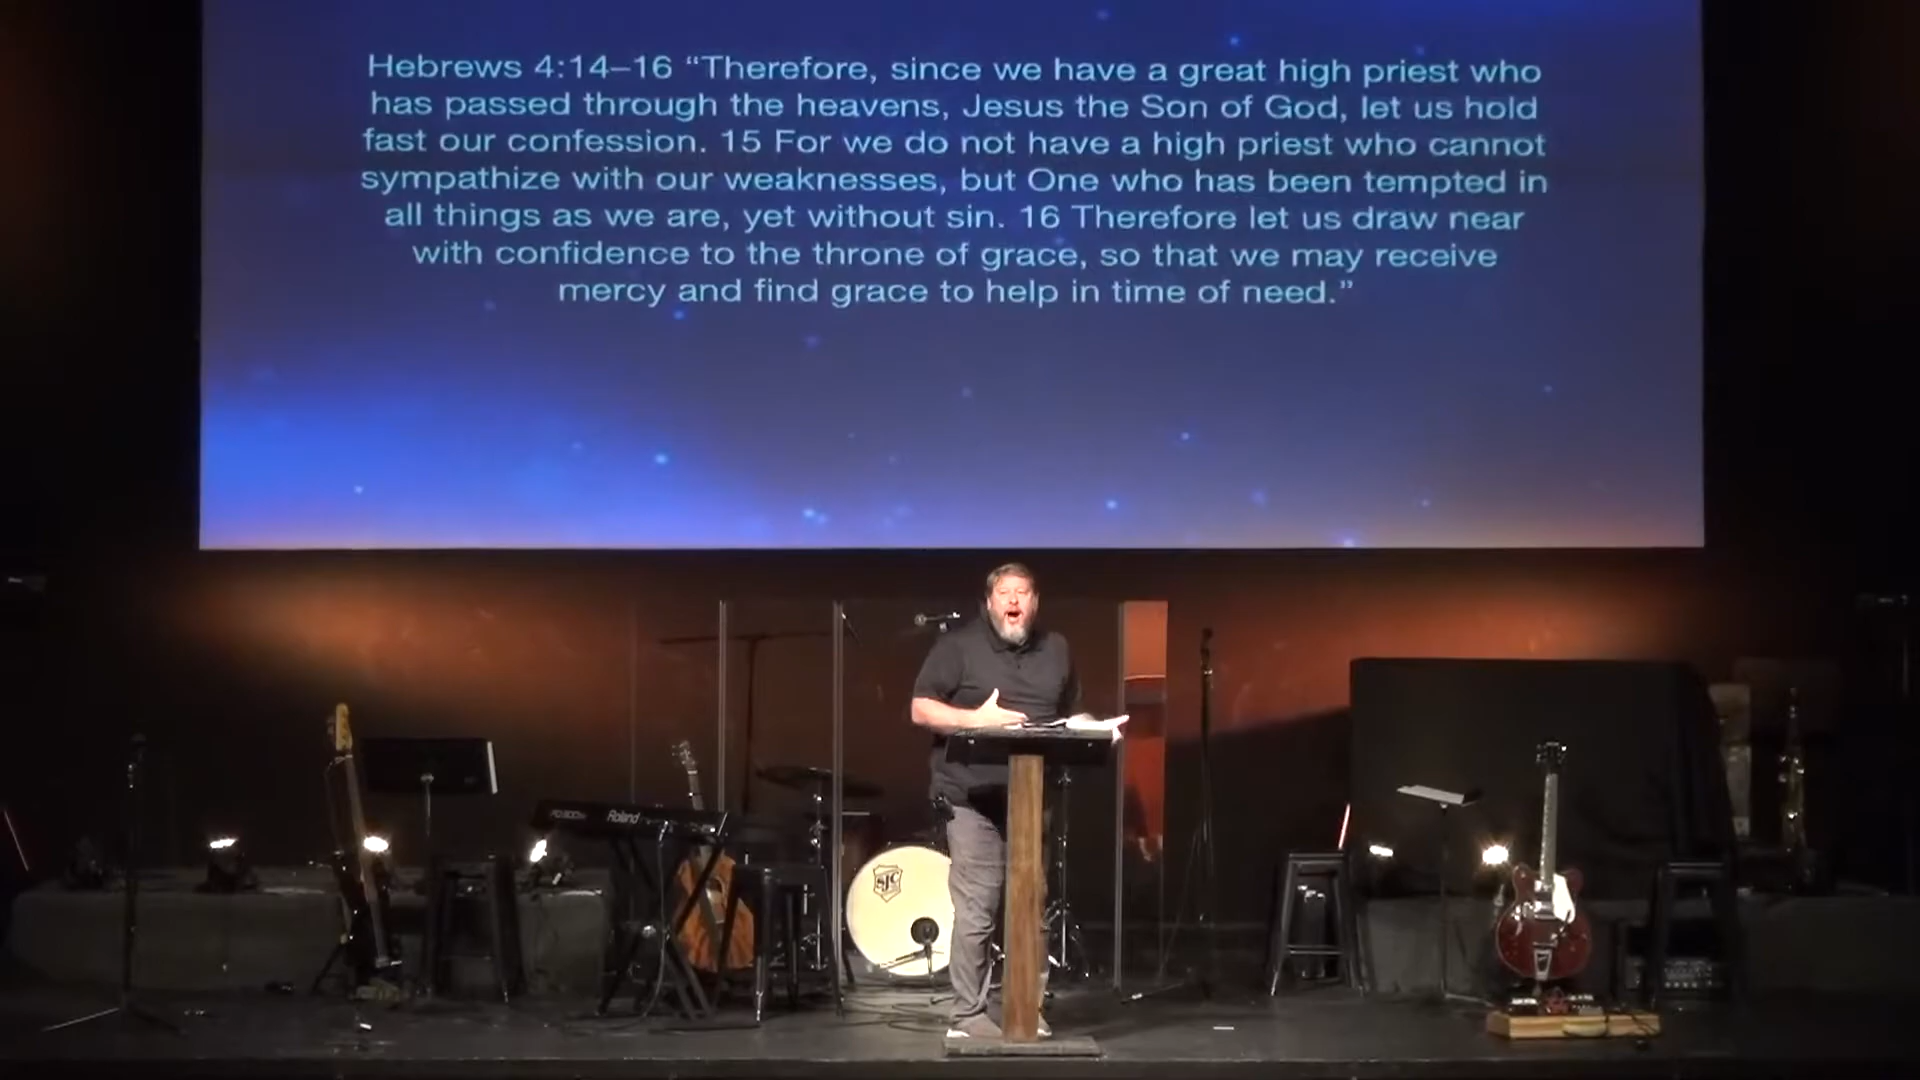 Hebrews 4:14–16 “Therefore, since we have a great high priest who
has passed through the heavens, Jesus the Son of God, let us hold
fast our confession. 15 For we do not have a high priest who cannot
sympathize with our weaknesses, but One who has been tempted in
all things as we are, yet without sin. 16 Therefore let us draw near
with confidence to the throne of grace, so that we may receive
mercy and find grace to help in time of need.”
Roland
SJC